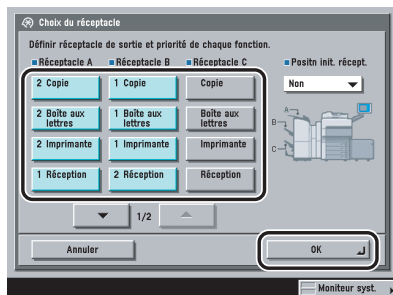 Choix du réceptacle
Définir réceptacle de sortie et priorité de chaque fonction.
Réceptacle A Réceptacle B Réceptacle C Positn init. récept.
2 Copie 1 Copie Copie Non
2 Boîte aux lettres 1 Boîte aux lettres Boîte aux lettres
2 Imprimante 1 Imprimante Imprimante
1 Réception 2 Réception Réception
A
B
C
1/2
Annuler OK
Moniteur syst.